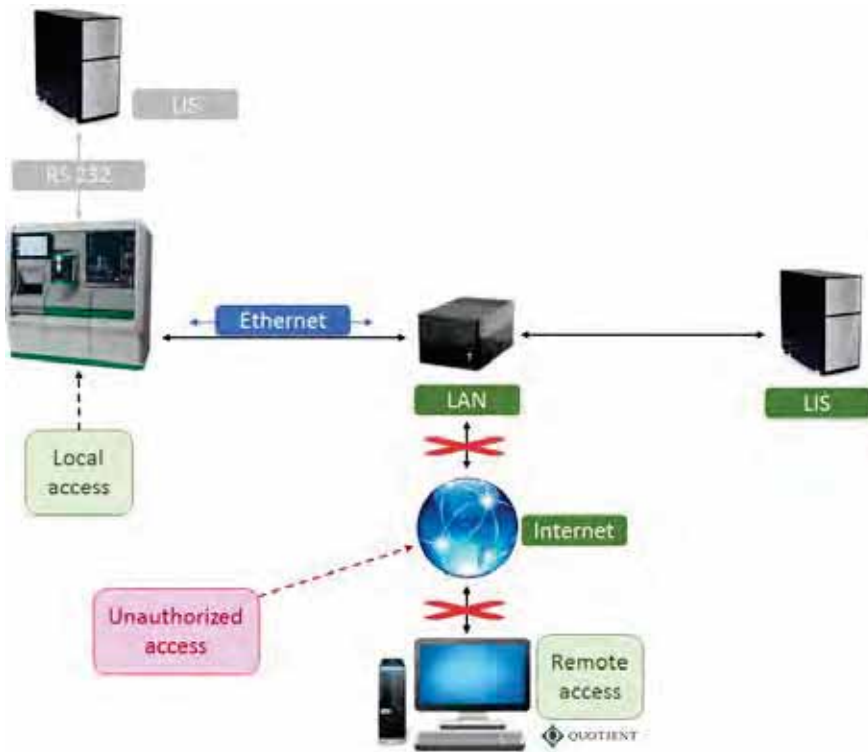 LIS
RS 232
Ethernet
LAN
LIS
Local
access
Internet
Unauthorized
access
Remote
access
QUOTIENT